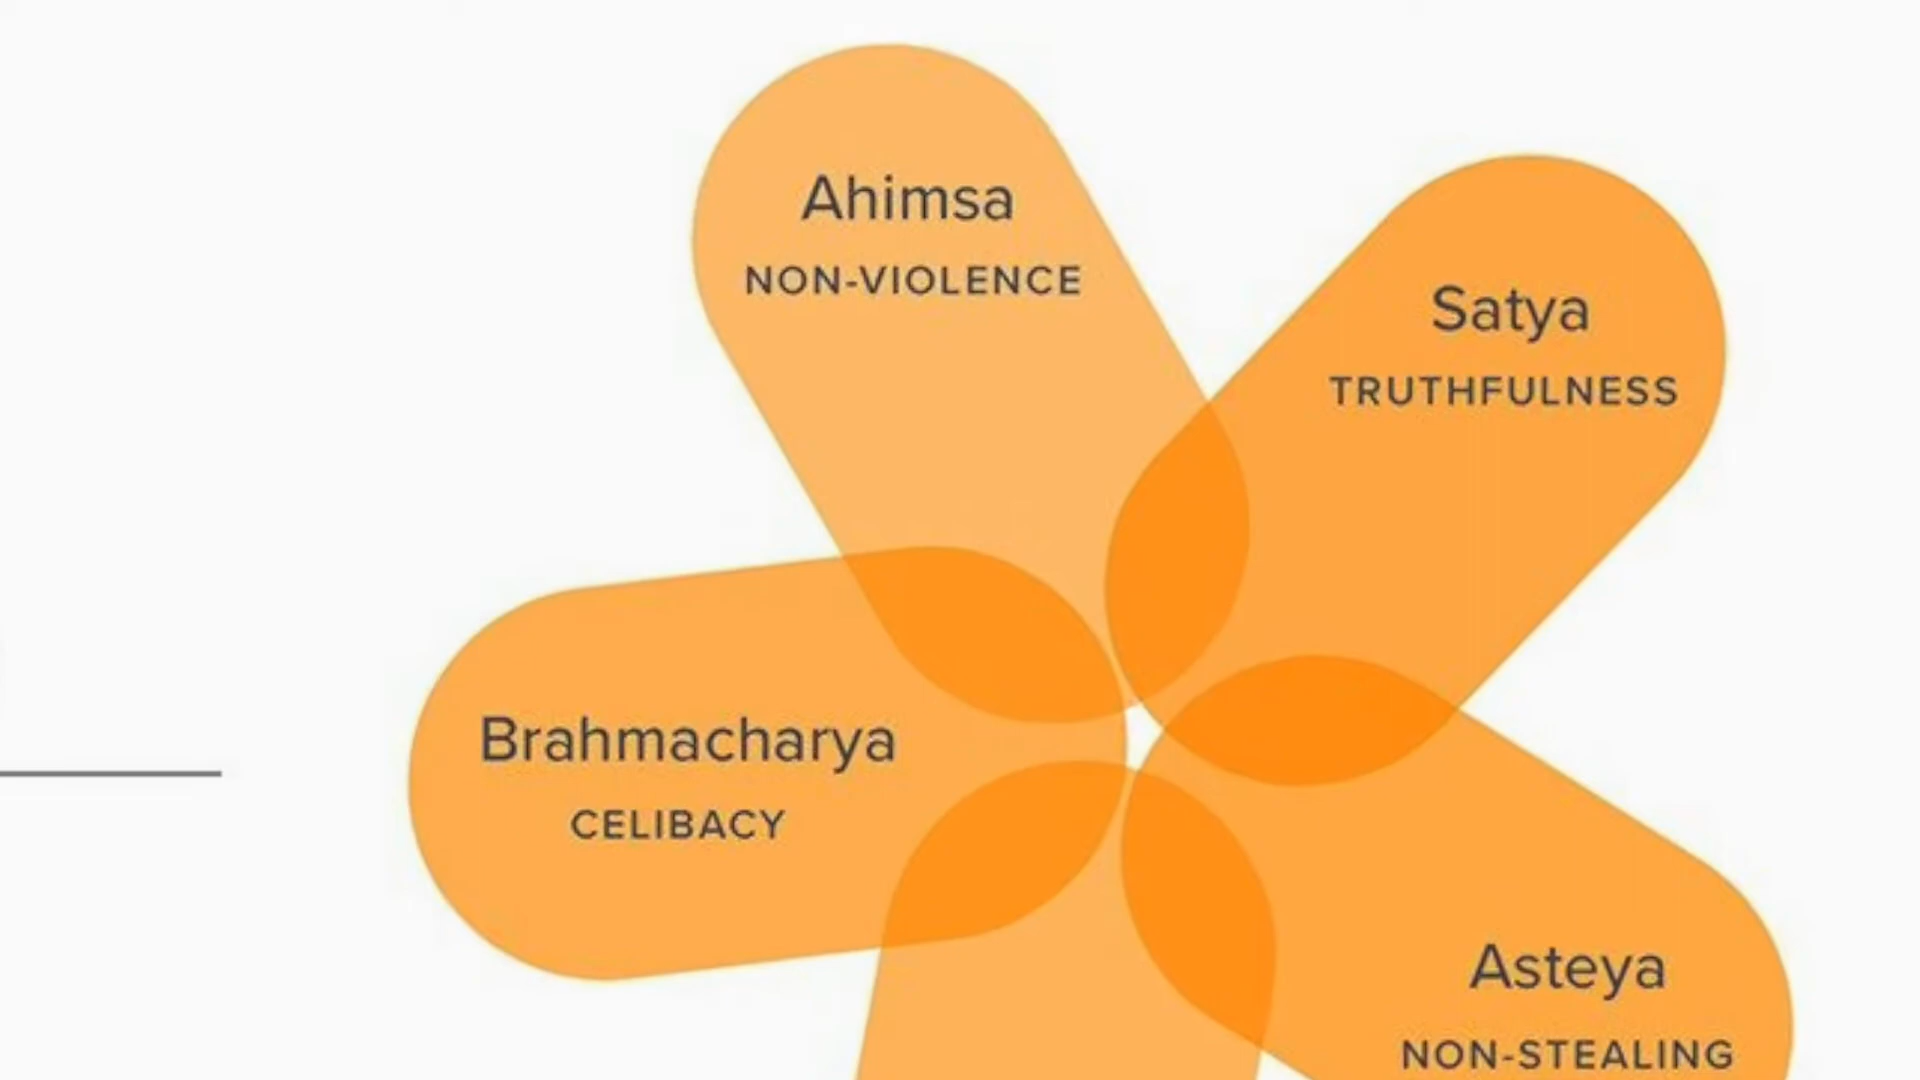 Ahimsa
NON-VIOLENCE
Satya
TRUTHFULNESS
Brahmacharya
CELIBACY
Asteya
NON-STEALING